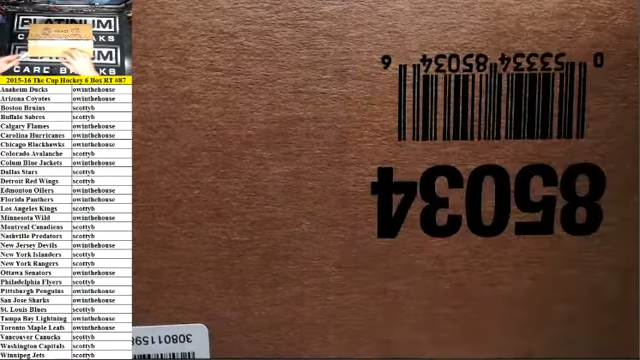 PLATINUM
CARD BREAKS
2015-16 The Cup Hockey 6 Box RT #87
Anaheim Ducks owinthehouse
Arizona Coyotes owinthehouse
Boston Bruins scottyb
Buffalo Sabres scottyb
Calgary Flames owinthehouse
Carolina Hurricanes owinthehouse
Chicago Blackhawks owinthehouse
Colorado Avalanche scottyb
Colum Blue Jackets owinthehouse
Dallas Stars scottyb
Detroit Red Wings scottyb
Edmonton Oilers owinthehouse
Florida Panthers owinthehouse
Los Angeles Kings scottyb
Minnesota Wild owinthehouse
Montreal Canadiens scottyb
Nashville Predators scottyb
New Jersey Devils owinthehouse
New York Islanders scottyb
New York Rangers scottyb
Ottawa Senators owinthehouse
Philadelphia Flyers scottyb
Pittsburgh Penguins owinthehouse
San Jose Sharks owinthehouse
St. Louis Blues scottyb
Tampa Bay Lightning owinthehouse
Toronto Maple Leafs owinthehouse
Vancouver Canucks scottyb
Washington Capitals scottyb
Winnipeg Jets scottyb
0 53334 85034 6
85034